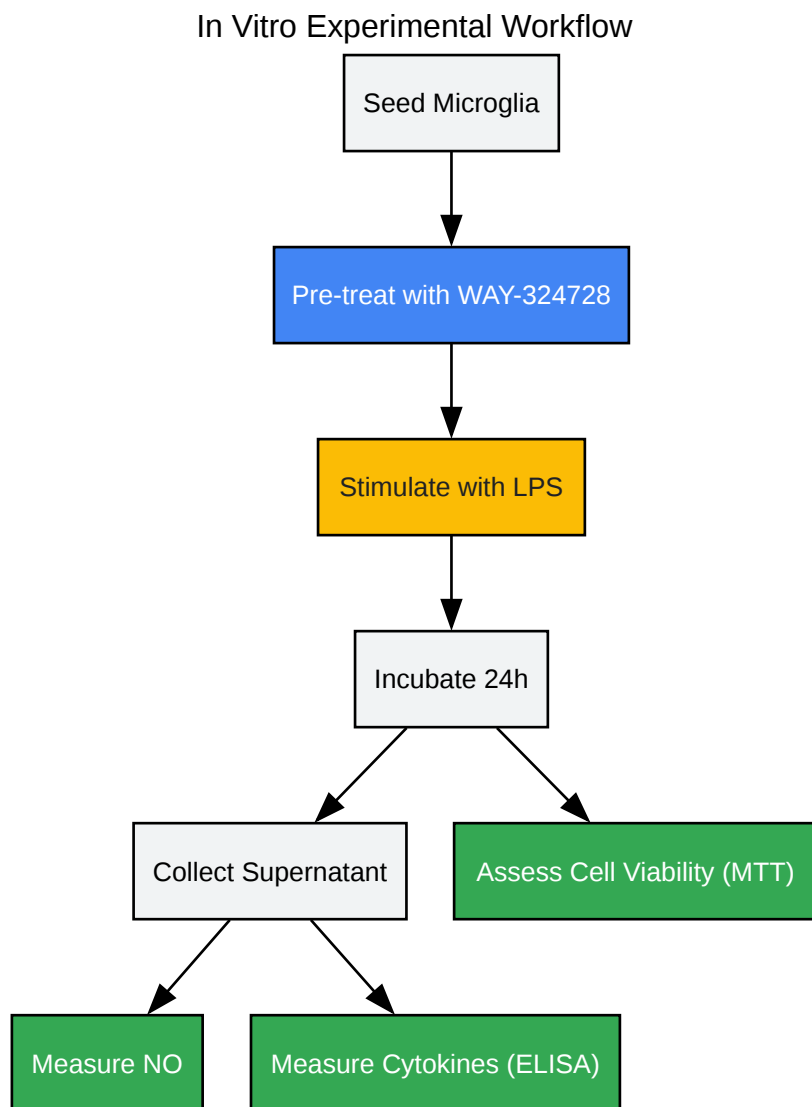 In Vitro Experimental Workflow
Seed Microglia
Pre-treat with WAY-324728
Stimulate with LPS
Incubate 24h
Collect Supernatant
Assess Cell Viability (MTT)
Measure NO
Measure Cytokines (ELISA)